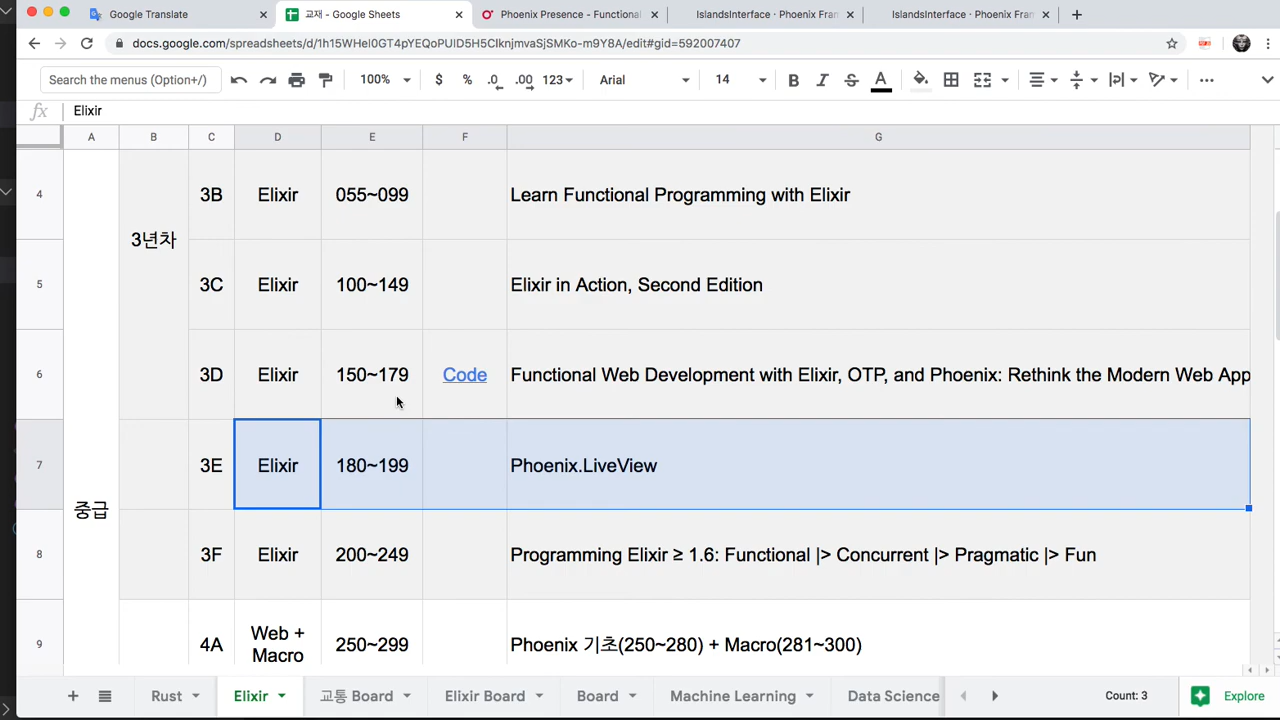 Google Translate
교재 - Google Sheets
Phoenix Presence - Functional
IslandsInterface · Phoenix Fram
IslandsInterface · Phoenix Fram
docs.google.com/spreadsheets/d/1h15WHel0GT4pYEQoPUlD5H5ClknjmvaSjSMKo-m9Y8A/edit#gid=592007407
Search the menus (Option+/)
100%
$ % .0 .00 123
Arial
14
B I S A
fx Elixir
A B C D E F G
4 3B Elixir 055~099 Learn Functional Programming with Elixir
3년차
5 3C Elixir 100~149 Elixir in Action, Second Edition
6 3D Elixir 150~179 Code Functional Web Development with Elixir, OTP, and Phoenix: Rethink the Modern Web App
7 3E Elixir 180~199 Phoenix.LiveView
중급
8 3F Elixir 200~249 Programming Elixir ≥ 1.6: Functional |> Concurrent |> Pragmatic |> Fun
9 4A Web + Macro 250~299 Phoenix 기초(250~280) + Macro(281~300)
Rust Elixir 교통 Board Elixir Board Board Machine Learning Data Science Count: 3 Explore